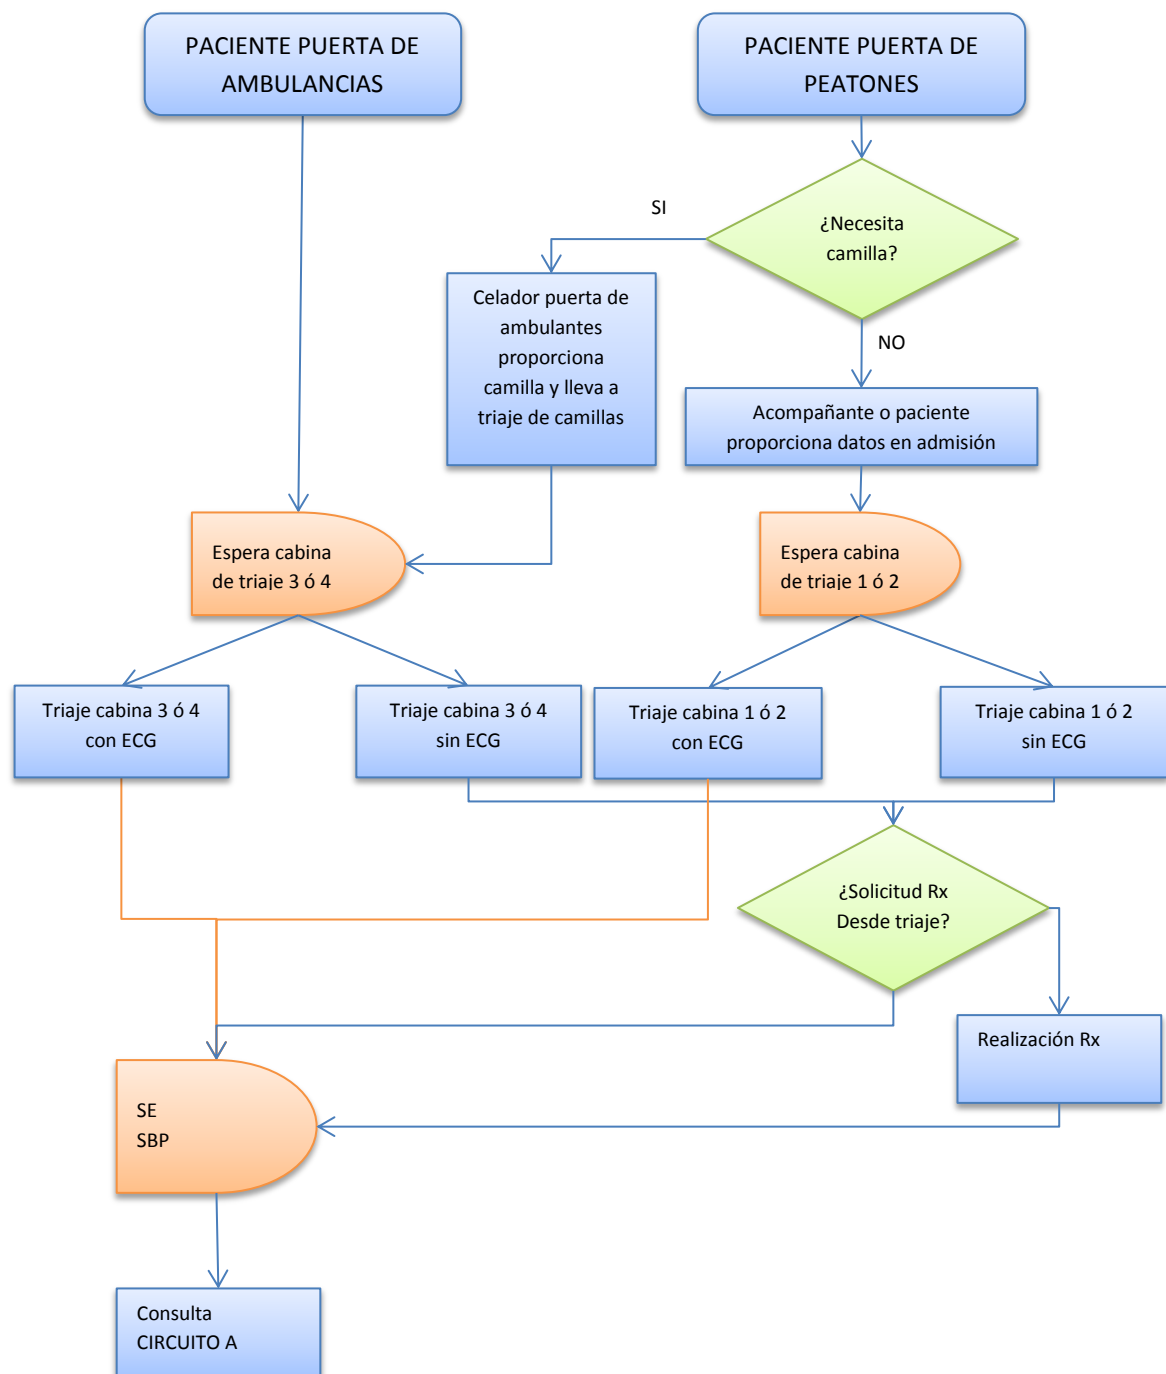 PACIENTE PUERTA DE
AMBULANCIAS
PACIENTE PUERTA DE
PEATONES
SI
¿Necesita
camilla?
Celador puerta de
ambulantes
proporciona
camilla y lleva a
triaje de camillas
NO
Acompañante o paciente
proporciona datos en admisión
Espera cabina
de triaje 3 ó 4
Espera cabina
de triaje 1 ó 2
Triaje cabina 3 ó 4
con ECG
Triaje cabina 3 ó 4
sin ECG
Triaje cabina 1 ó 2
con ECG
Triaje cabina 1 ó 2
sin ECG
¿Solicitud Rx
Desde triaje?
Realización Rx
SE
SBP
Consulta
CIRCUITO A